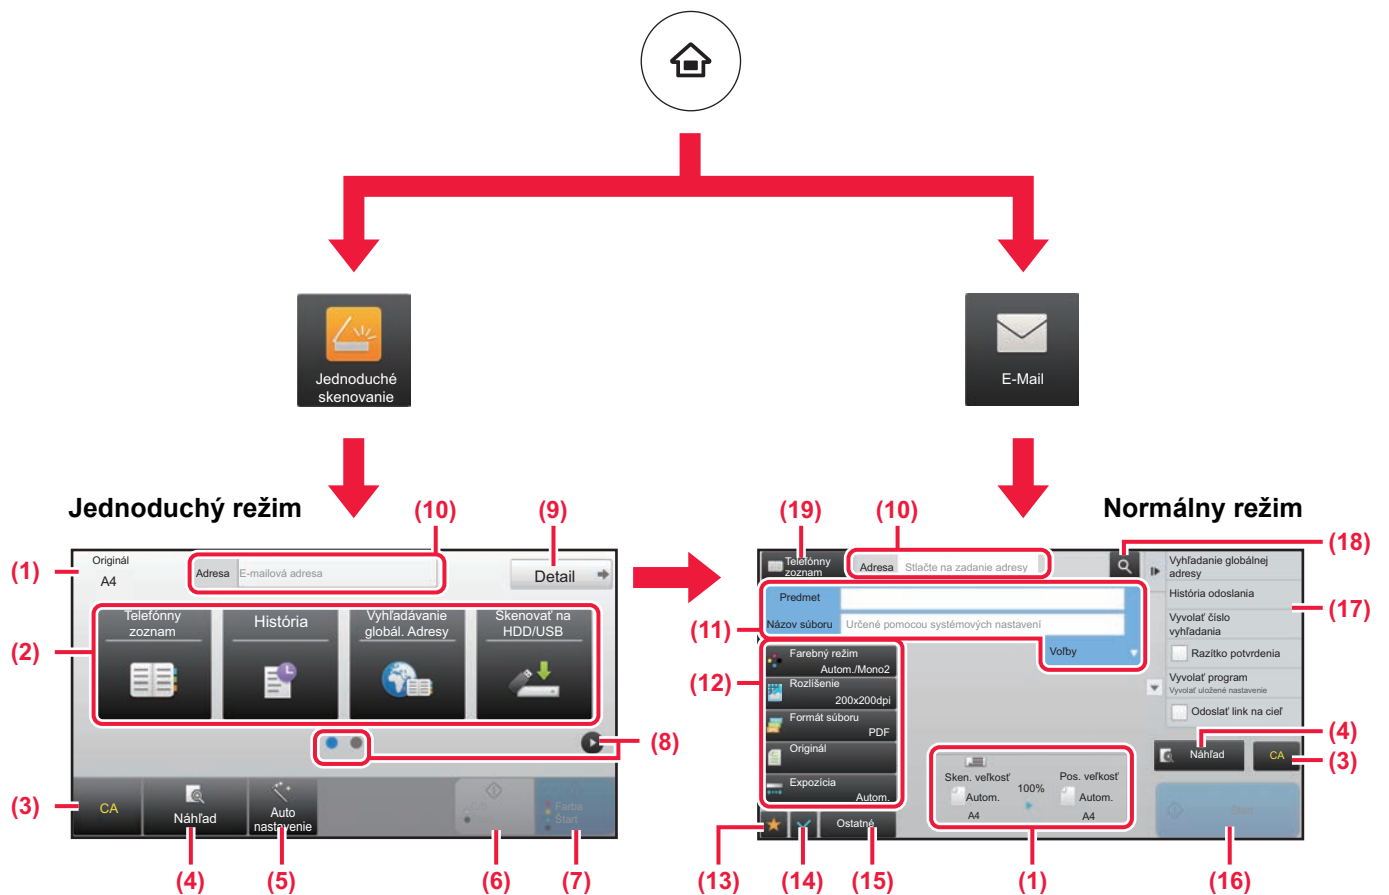 Jednoduché
skenovanie
E-Mail
Jednoduchý režim
Normálny režim
(10)
(9)
(19)
(10)
(18)
(1)
Originál
A4
Adresa
E-mailová adresa
Detail
Telefónny
zoznam
Adresa
Stlačte na zadanie adresy
Vyhľadanie globálnej
adresy
História odoslania
(17)
Vyvolať číslo
vyhľadania
Razítko potvrdenia
Vyvolať program
Vyvolať uložené nastavenie
Odoslať link na cieľ
(2)
Telefónny
zoznam
História
Vyhľadávanie
globál. Adresy
Skenovať na
HDD/USB
(8)
(11)
Predmet
Názov súboru
Určené pomocou systémových nastavení
Voľby
(12)
Farebný režim
Autom./Mono2
Rozlíšenie
200x200dpi
Formát súboru
PDF
Originál
Expozícia
Autom.
(4)
Náhľad
CA
(3)
Sken. veľkosť
Autom.
A4
100%
Pos. veľkosť
Autom.
A4
(3)
CA
Náhľad
Auto
nastavenie
Farba
Štart
Ostatné
(4)
(5)
(6)
(7)
(13)
(14)
(15)
(1)
(16)